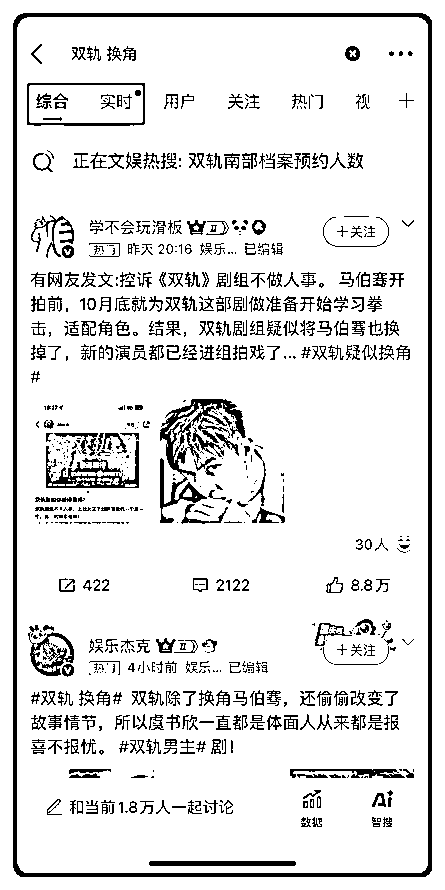 双轨 换角
综合 实时 用户 关注 热门 视
正在文娱热搜: 双轨南部档案预约人数
学不会玩滑板
热门 昨天 20:16 娱乐... 已编辑
+关注
有网友发文:控诉《双轨》剧组不做人事。 马伯骞开
拍前，10月底就为双轨这部剧做准备开始学习拳
击，适配角色。结果，双轨剧组疑似将马伯骞也换
掉了，新的演员都已经进组拍戏了... #双轨疑似换角
#
30人
422 2122 8.8万
娱乐杰克
热门 4小时前 娱乐... 已编辑
+关注
#双轨 换角# 双轨除了换角马伯骞，还偷偷改变了
故事情节，所以虞书欣一直都是体面人从来都是报
喜不报忧。 #双轨男主# 剧!
和当前1.8万人一起讨论
数据
Ai
智搜